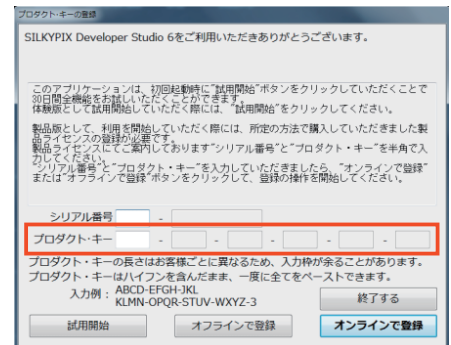 プロダクト・キーの登録
SILKYPIX Developer Studio 6をご利用いただきありがとうございます。
このアプリケーションは、初回起動時に"試用開始"ボタンをクリックしていただくことで
30日間全機能をお試しいただくことができます。
体験版として試用開始していただく際には、"試用開始"をクリックしてください。
製品版として、利用を開始していただく際には、所定の方法で購入していただきました製
品ライセンスの登録が必要です。
製品ライセンスにてご案内しております"シリアル番号"と"プロダクト・キー"を半角で入
力してください。
"シリアル番号"と"プロダクト・キー"を入力していただきましたら、"オンラインで登録"
または"オフラインで登録"ボタンをクリックして、登録の操作を開始してください。
シリアル番号 -
プロダクト・キー - - - - - -
プロダクト・キーの長さはお客様ごとに異なるため、入力枠が余ることがあります。
プロダクト・キーはハイフンを含んだまま、一度に全てをペーストできます。
入力例： ABCD-EFGH-JKL
KLMN-OPQR-STUV-WXYZ-3
終了する
試用開始 オフラインで登録 オンラインで登録